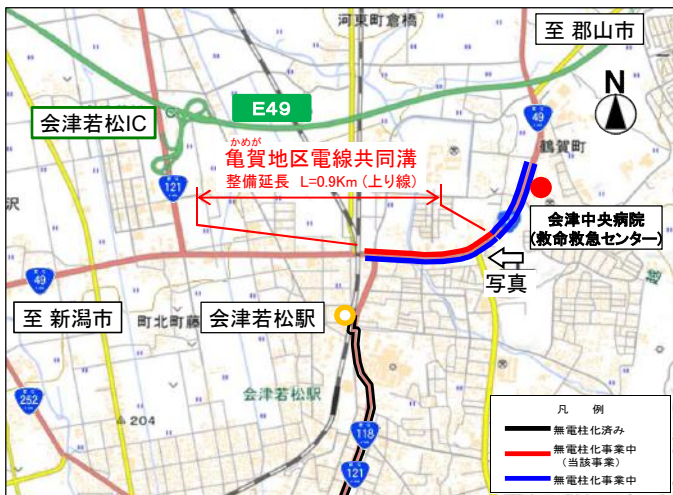 河東町倉橋
至 郡山市
N
会津若松IC
E49
49
鶴賀町
かめが
亀賀地区電線共同溝
整備延長 L=0.9Km (上り線)
121
沢
会津中央病院
(救命救急センター)
写真
49
至 新潟市
町北町藤
会津若松駅
会津若松駅
252
204
118
121
凡 例
無電柱化済み
無電柱化事業中
(当該事業)
無電柱化事業中